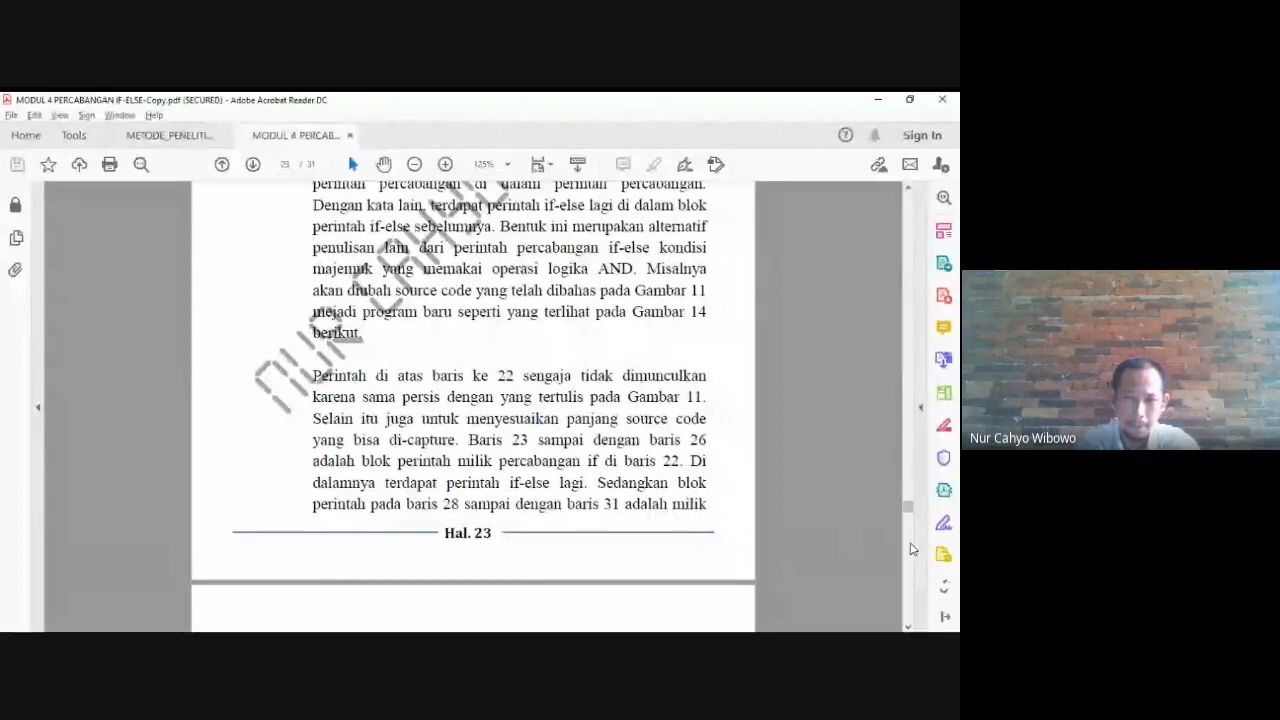 MODUL 4 PERCABANGAN IF-ELSE-Copy.pdf (SECURED) - Adobe Acrobat Reader DC
File Edit View Sign Window Help
Home Tools METODE_PENELITI... MODUL 4 PERCAB... × Sign In
23 / 31 125%
perintah percabangan di dalam perintah percabangan.
Dengan kata lain, terdapat perintah if-else lagi di dalam blok
perintah if-else sebelumnya. Bentuk ini merupakan alternatif
penulisan lain dari perintah percabangan if-else kondisi
majemuk yang memakai operasi logika AND. Misalnya
akan diubah source code yang telah dibahas pada Gambar 11
mejadi program baru seperti yang terlihat pada Gambar 14
berikut.
Perintah di atas baris ke 22 sengaja tidak dimunculkan
karena sama persis dengan yang tertulis pada Gambar 11.
Selain itu juga untuk menyesuaikan panjang source code
yang bisa di-capture. Baris 23 sampai dengan baris 26
adalah blok perintah milik percabangan if di baris 22. Di
dalamnya terdapat perintah if-else lagi. Sedangkan blok
perintah pada baris 28 sampai dengan baris 31 adalah milik
Hal. 23
NUR CAHYO
Nur Cahyo Wibowo